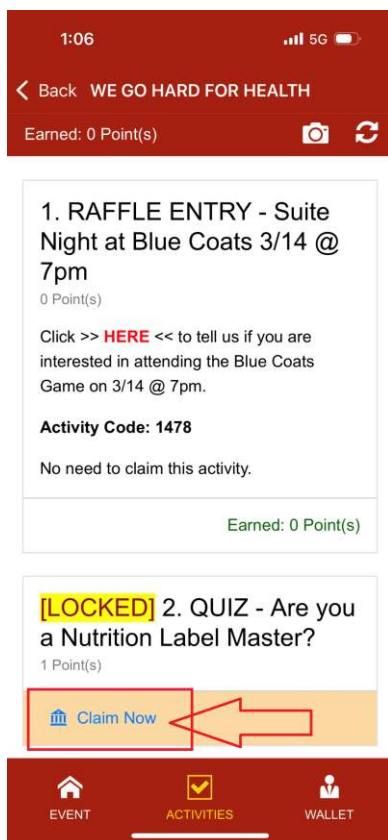 1:06
5G
Back WE GO HARD FOR HEALTH
Earned: 0 Point(s)
1. RAFFLE ENTRY - Suite
Night at Blue Coats 3/14 @
7pm
0 Point(s)
Click >> HERE << to tell us if you are
interested in attending the Blue Coats
Game on 3/14 @ 7pm.
Activity Code: 1478
No need to claim this activity.
Earned: 0 Point(s)
[LOCKED] 2. QUIZ - Are you
a Nutrition Label Master?
1 Point(s)
Claim Now
EVENT ACTIVITIES WALLET